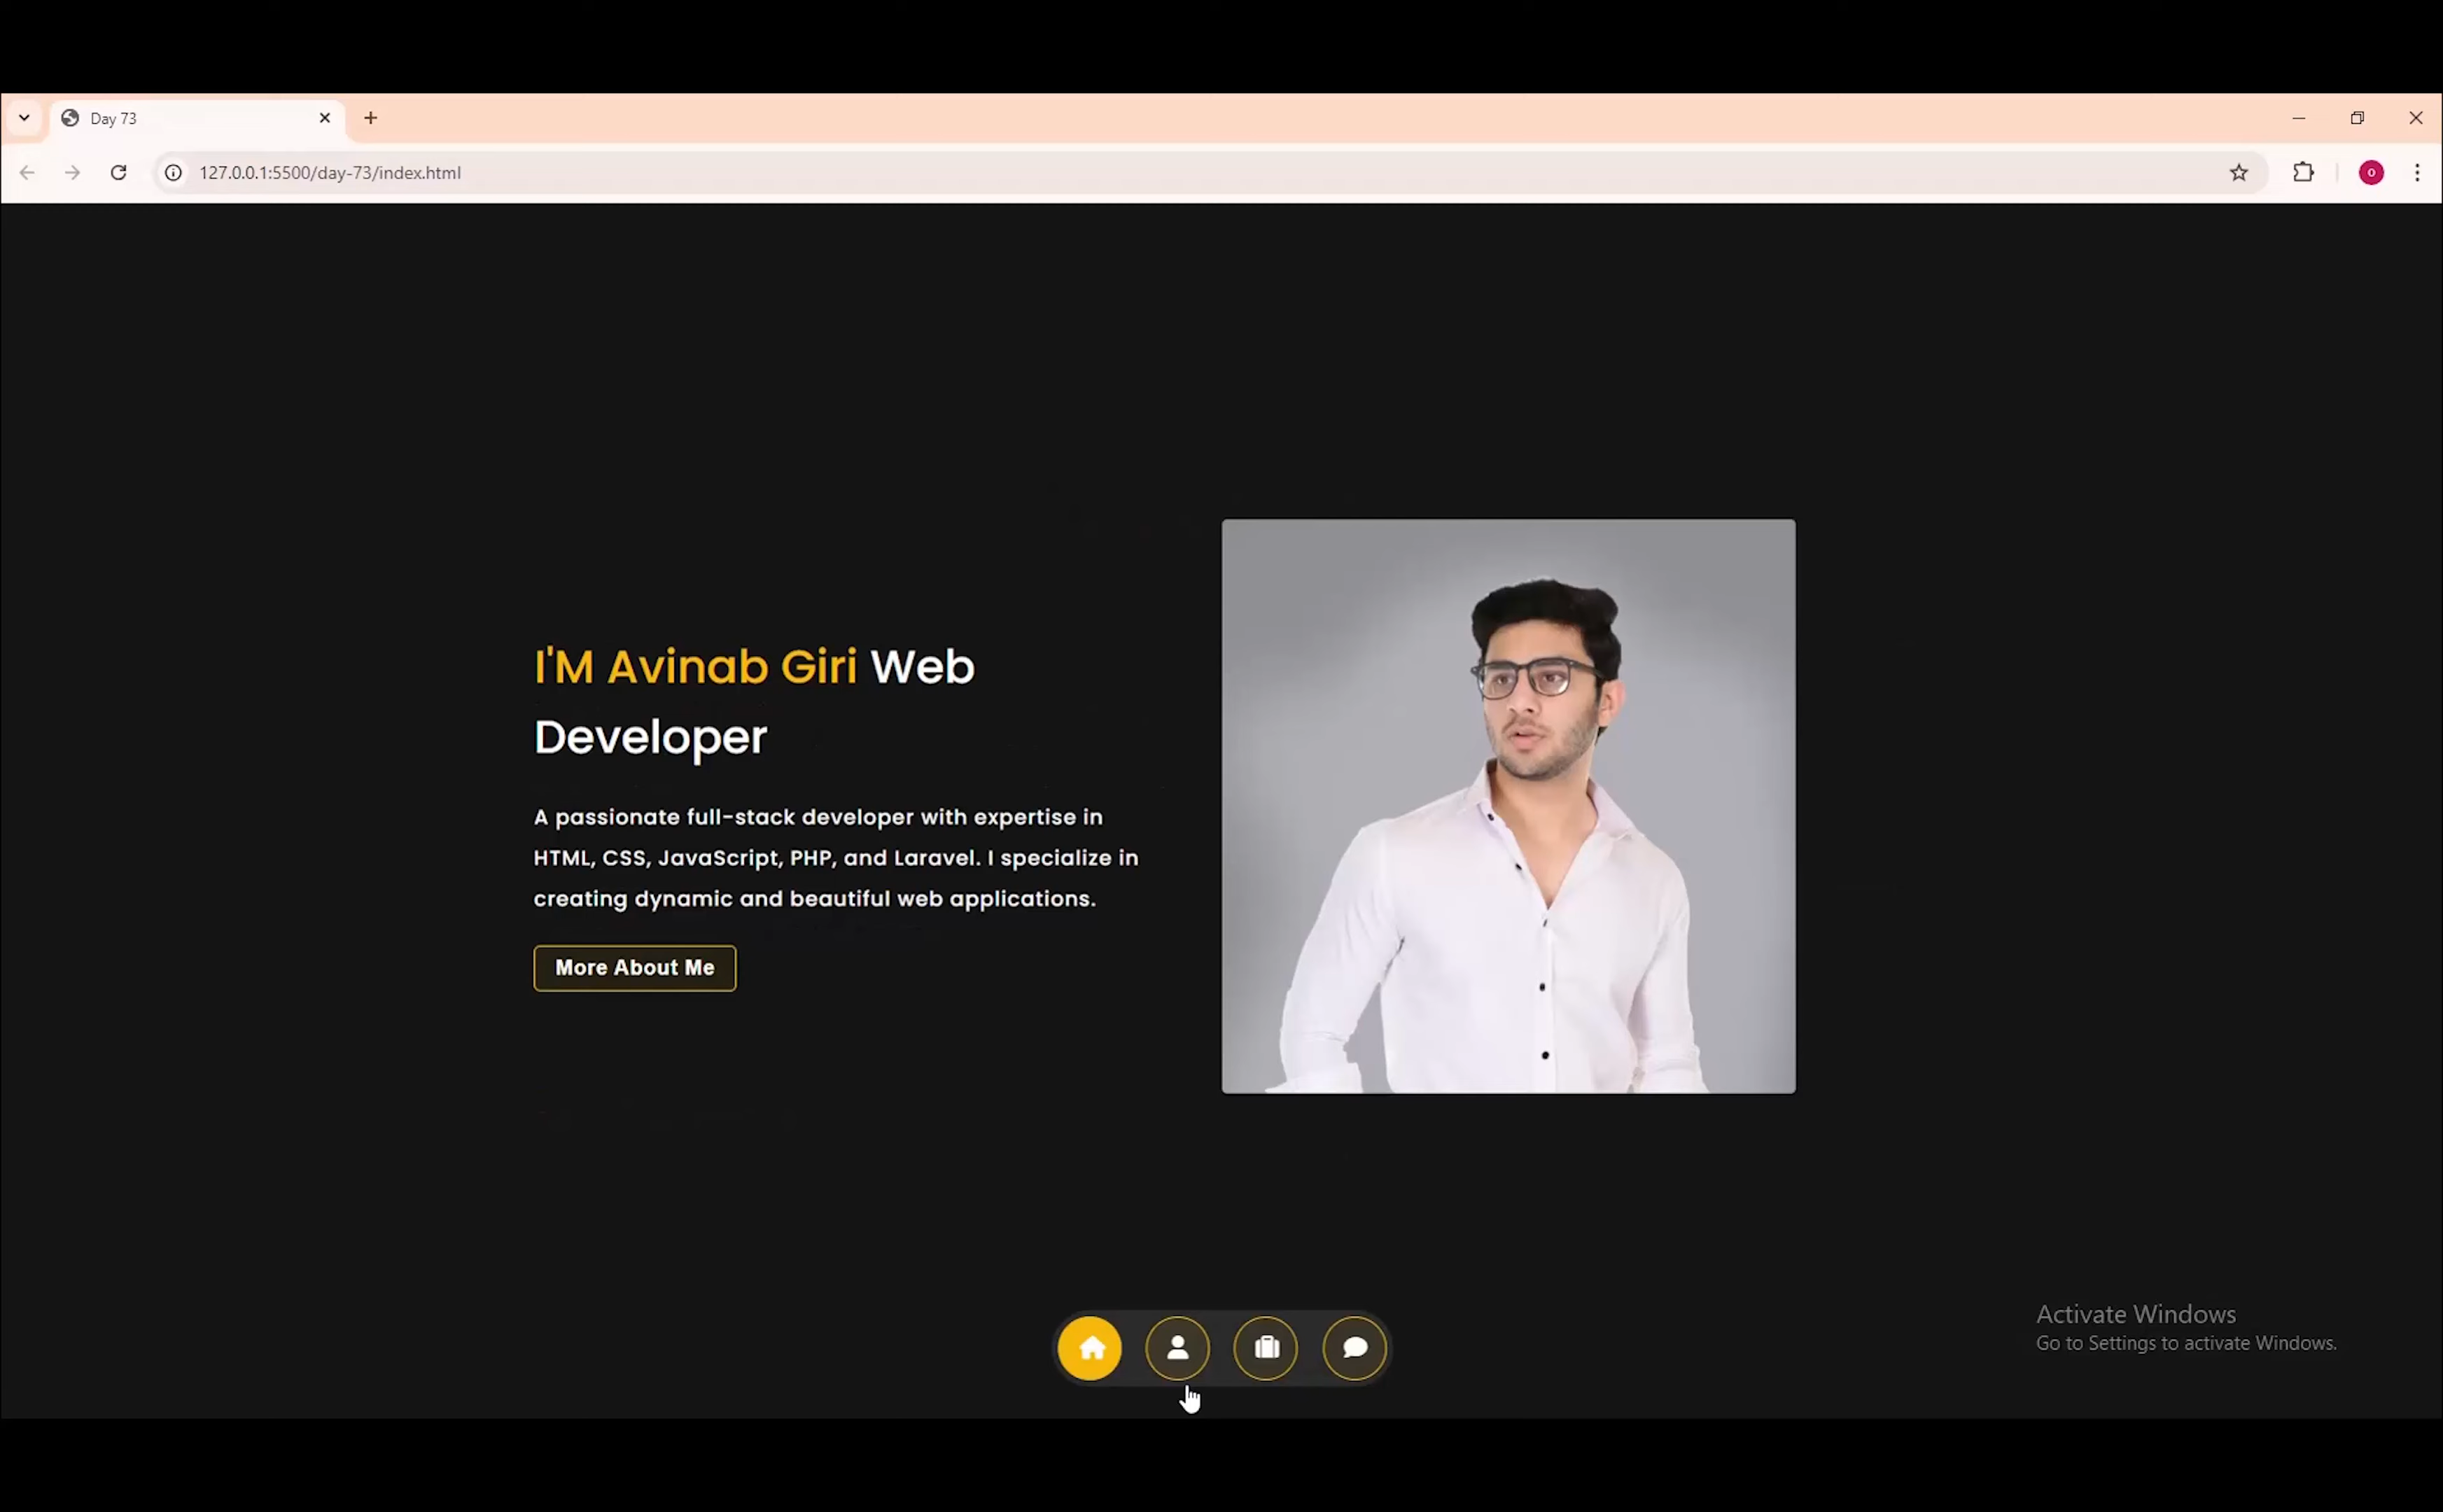 Day 73
127.0.0.1:5500/day-73/index.html
O
I'M Avinab Giri Web
Developer
A passionate full-stack developer with expertise in
HTML, CSS, JavaScript, PHP, and Laravel. I specialize in
creating dynamic and beautiful web applications.
More About Me
Activate Windows
Go to Settings to activate Windows.